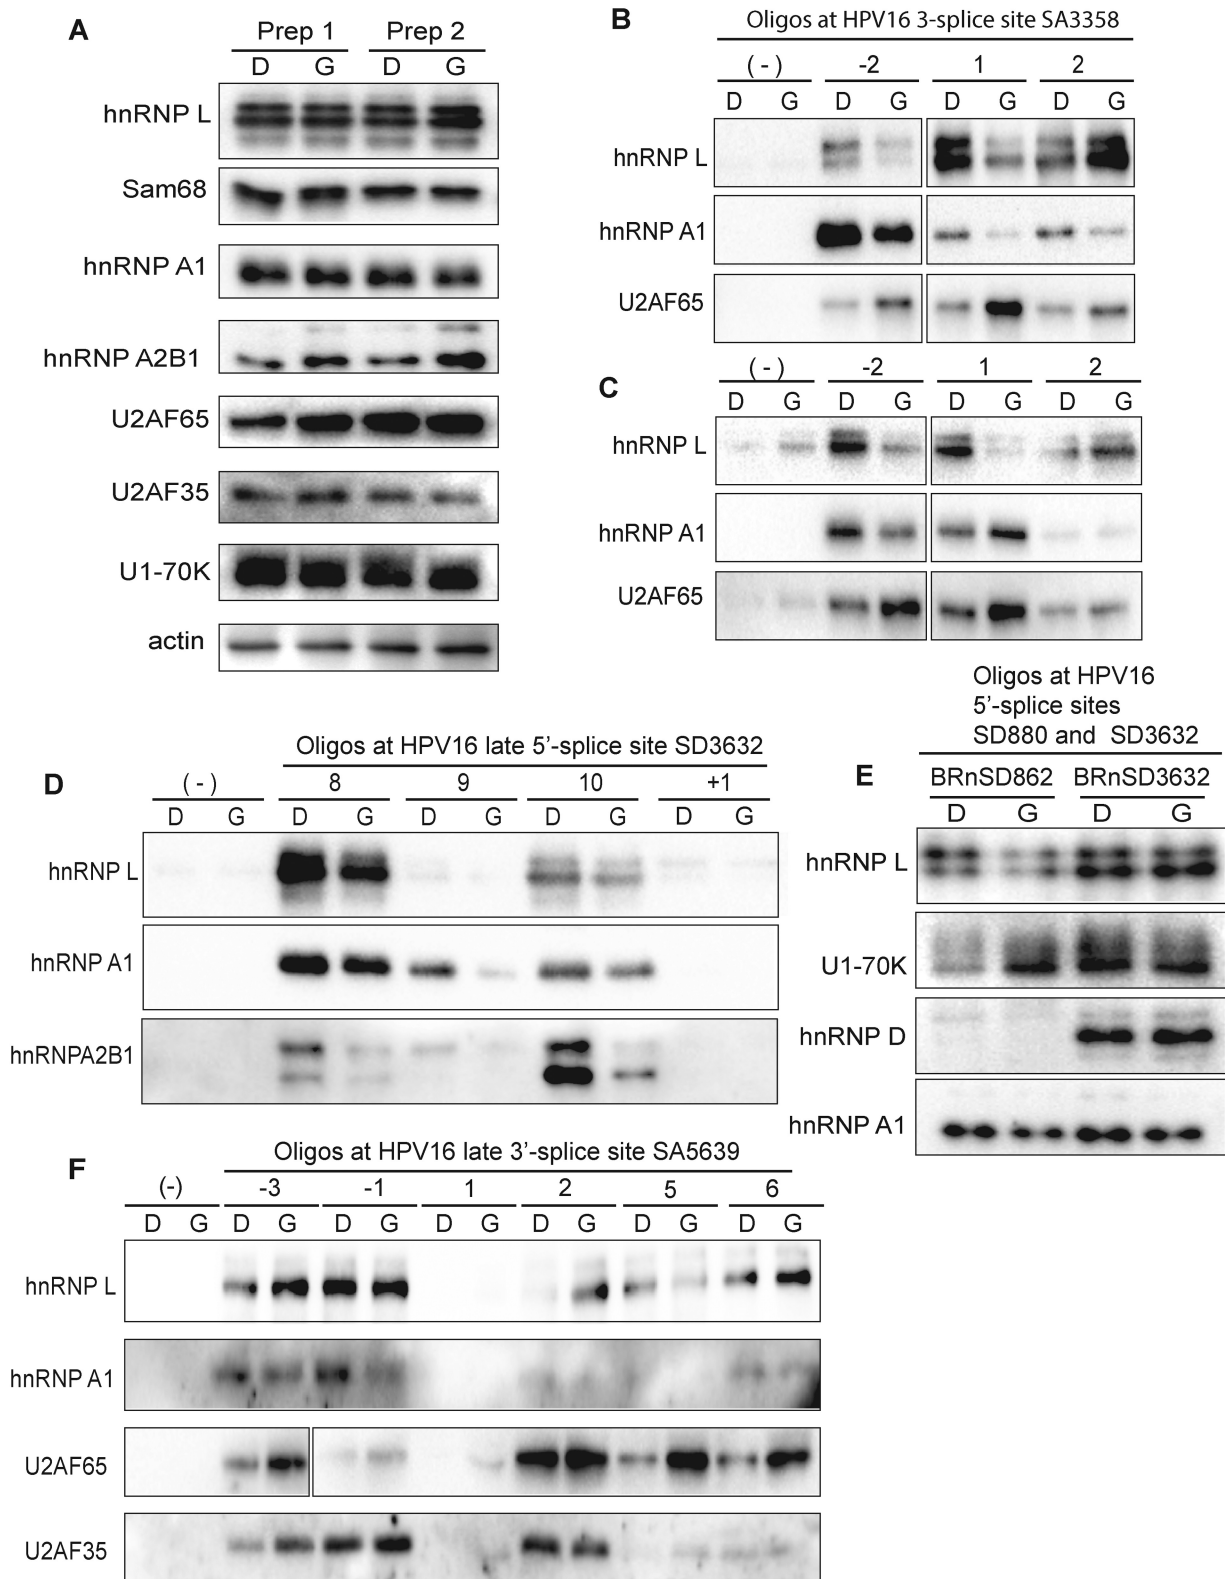 A
Prep 1 Prep 2
D G D G
hnRNP L
Sam68
hnRNP A1
hnRNP A2B1
U2AF65
U2AF35
U1-70K
actin
B
Oligos at HPV16 3-splice site SA3358
(-) -2 1 2
D G D G D G D G
hnRNP L
hnRNP A1
U2AF65
C
(-) -2 1 2
D G D G D G D G
hnRNP L
hnRNP A1
U2AF65
D
Oligos at HPV16 late 5’-splice site SD3632
(-) 8 9 10 +1
D G D G D G D G D G
hnRNP L
hnRNP A1
hnRNPA2B1
E
Oligos at HPV16
5’-splice sites
SD880 and SD3632
BRnSD862 BRnSD3632
D G D G
hnRNP L
U1-70K
hnRNP D
hnRNP A1
F
Oligos at HPV16 late 3’-splice site SA5639
(-) -3 -1 1 2 5 6
D G D G D G D G D G D G D G
hnRNP L
hnRNP A1
U2AF65
U2AF35